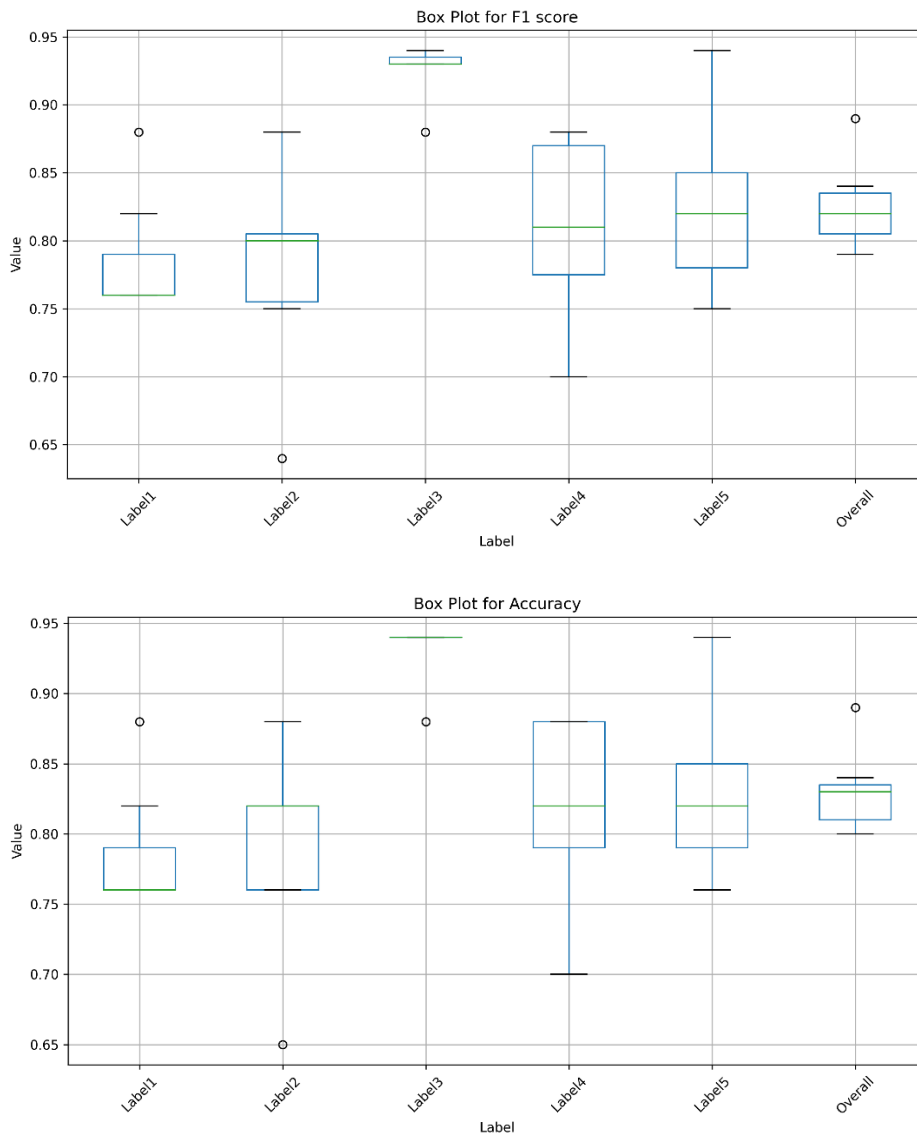 Box Plot for F1 score
0.95
0.90
0.85
0.80
0.75
0.70
0.65
Value
Label1
Label2
Label3
Label4
Label5
Overall
Label
Box Plot for Accuracy
0.95
0.90
0.85
0.80
0.75
0.70
0.65
Value
Label1
Label2
Label3
Label4
Label5
Overall
Label